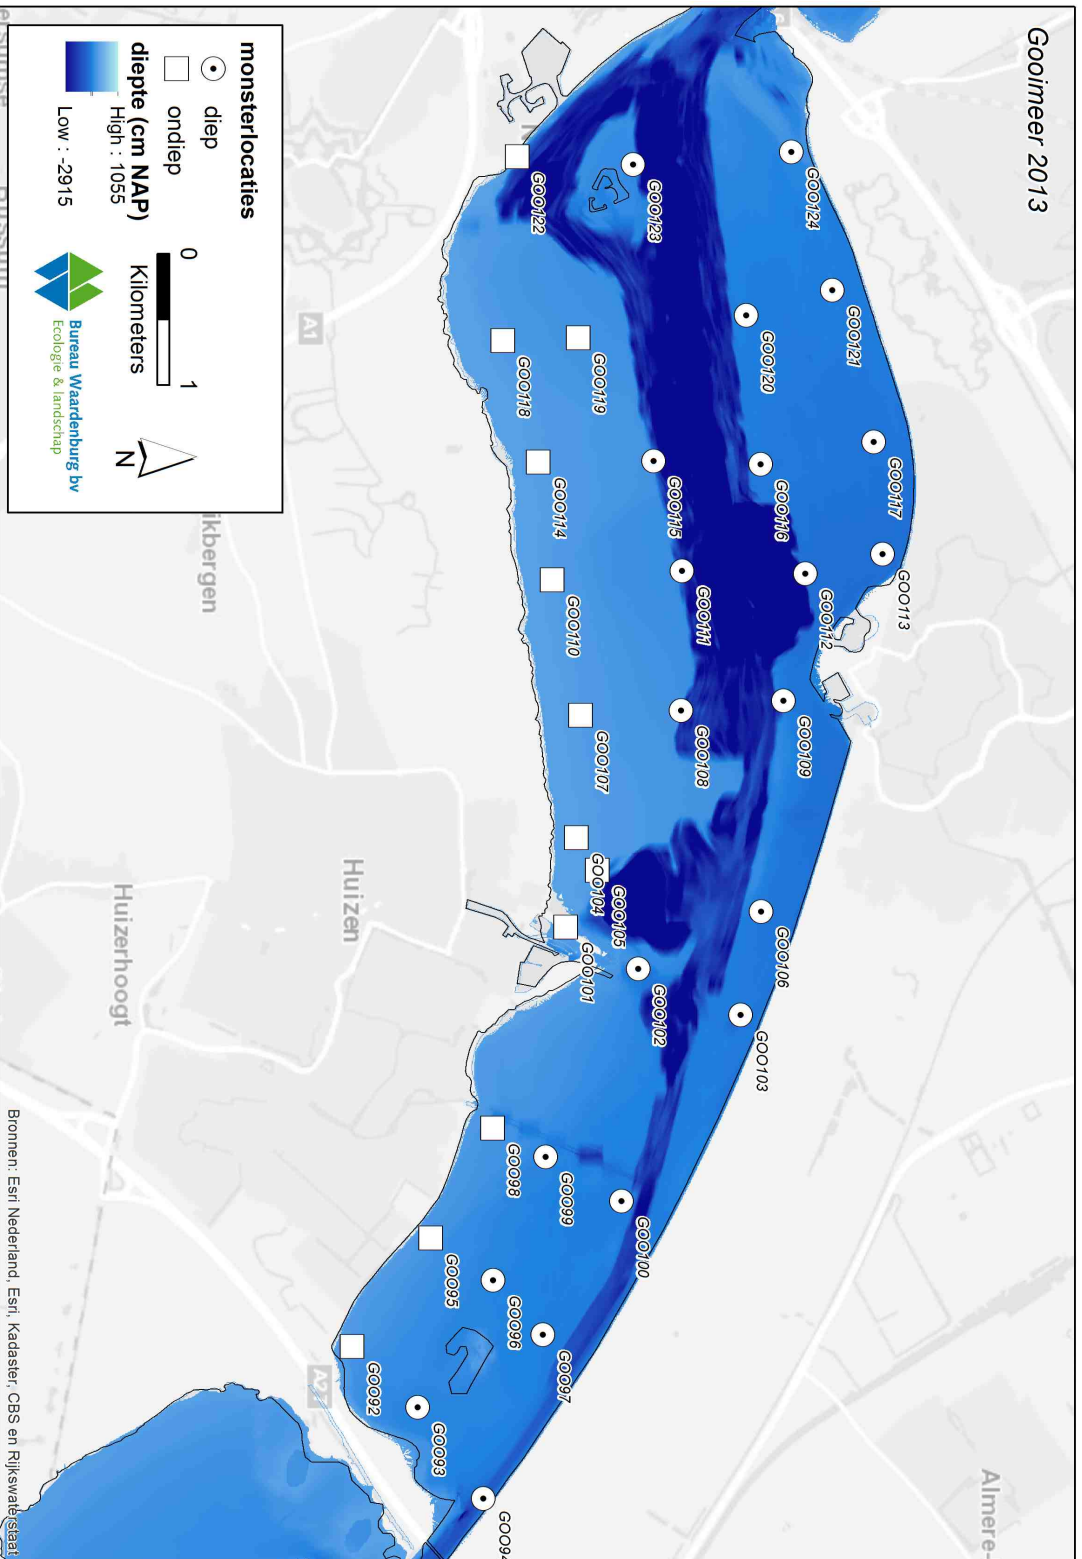 Gooimeer 2013
GOO124
GOO123
GOO122
GOO121
GOO120
GOO119
GOO118
GOO117
GOO116
GOO115
GOO114
GOO113
GOO112
GOO111
GOO110
GOO109
GOO108
GOO107
GOO106
GOO105
GOO104
GOO103
GOO102
GOO101
GOO100
GOO99
GOO98
GOO97
GOO96
GOO95
GOO94
GOO93
GOO92
A1
A27
ikbergen
Huizen
Huizerhoogt
Almere-
monsterlocaties
diep
ondiep
diepte (cm NAP)
High : 1055
Low : -2915
0 1
Kilometers
N
Bureau Waardenburg bv
Ecologie & landschap
Bronnen: Esri Nederland, Esri, Kadaster, CBS en Rijkswaterstaat